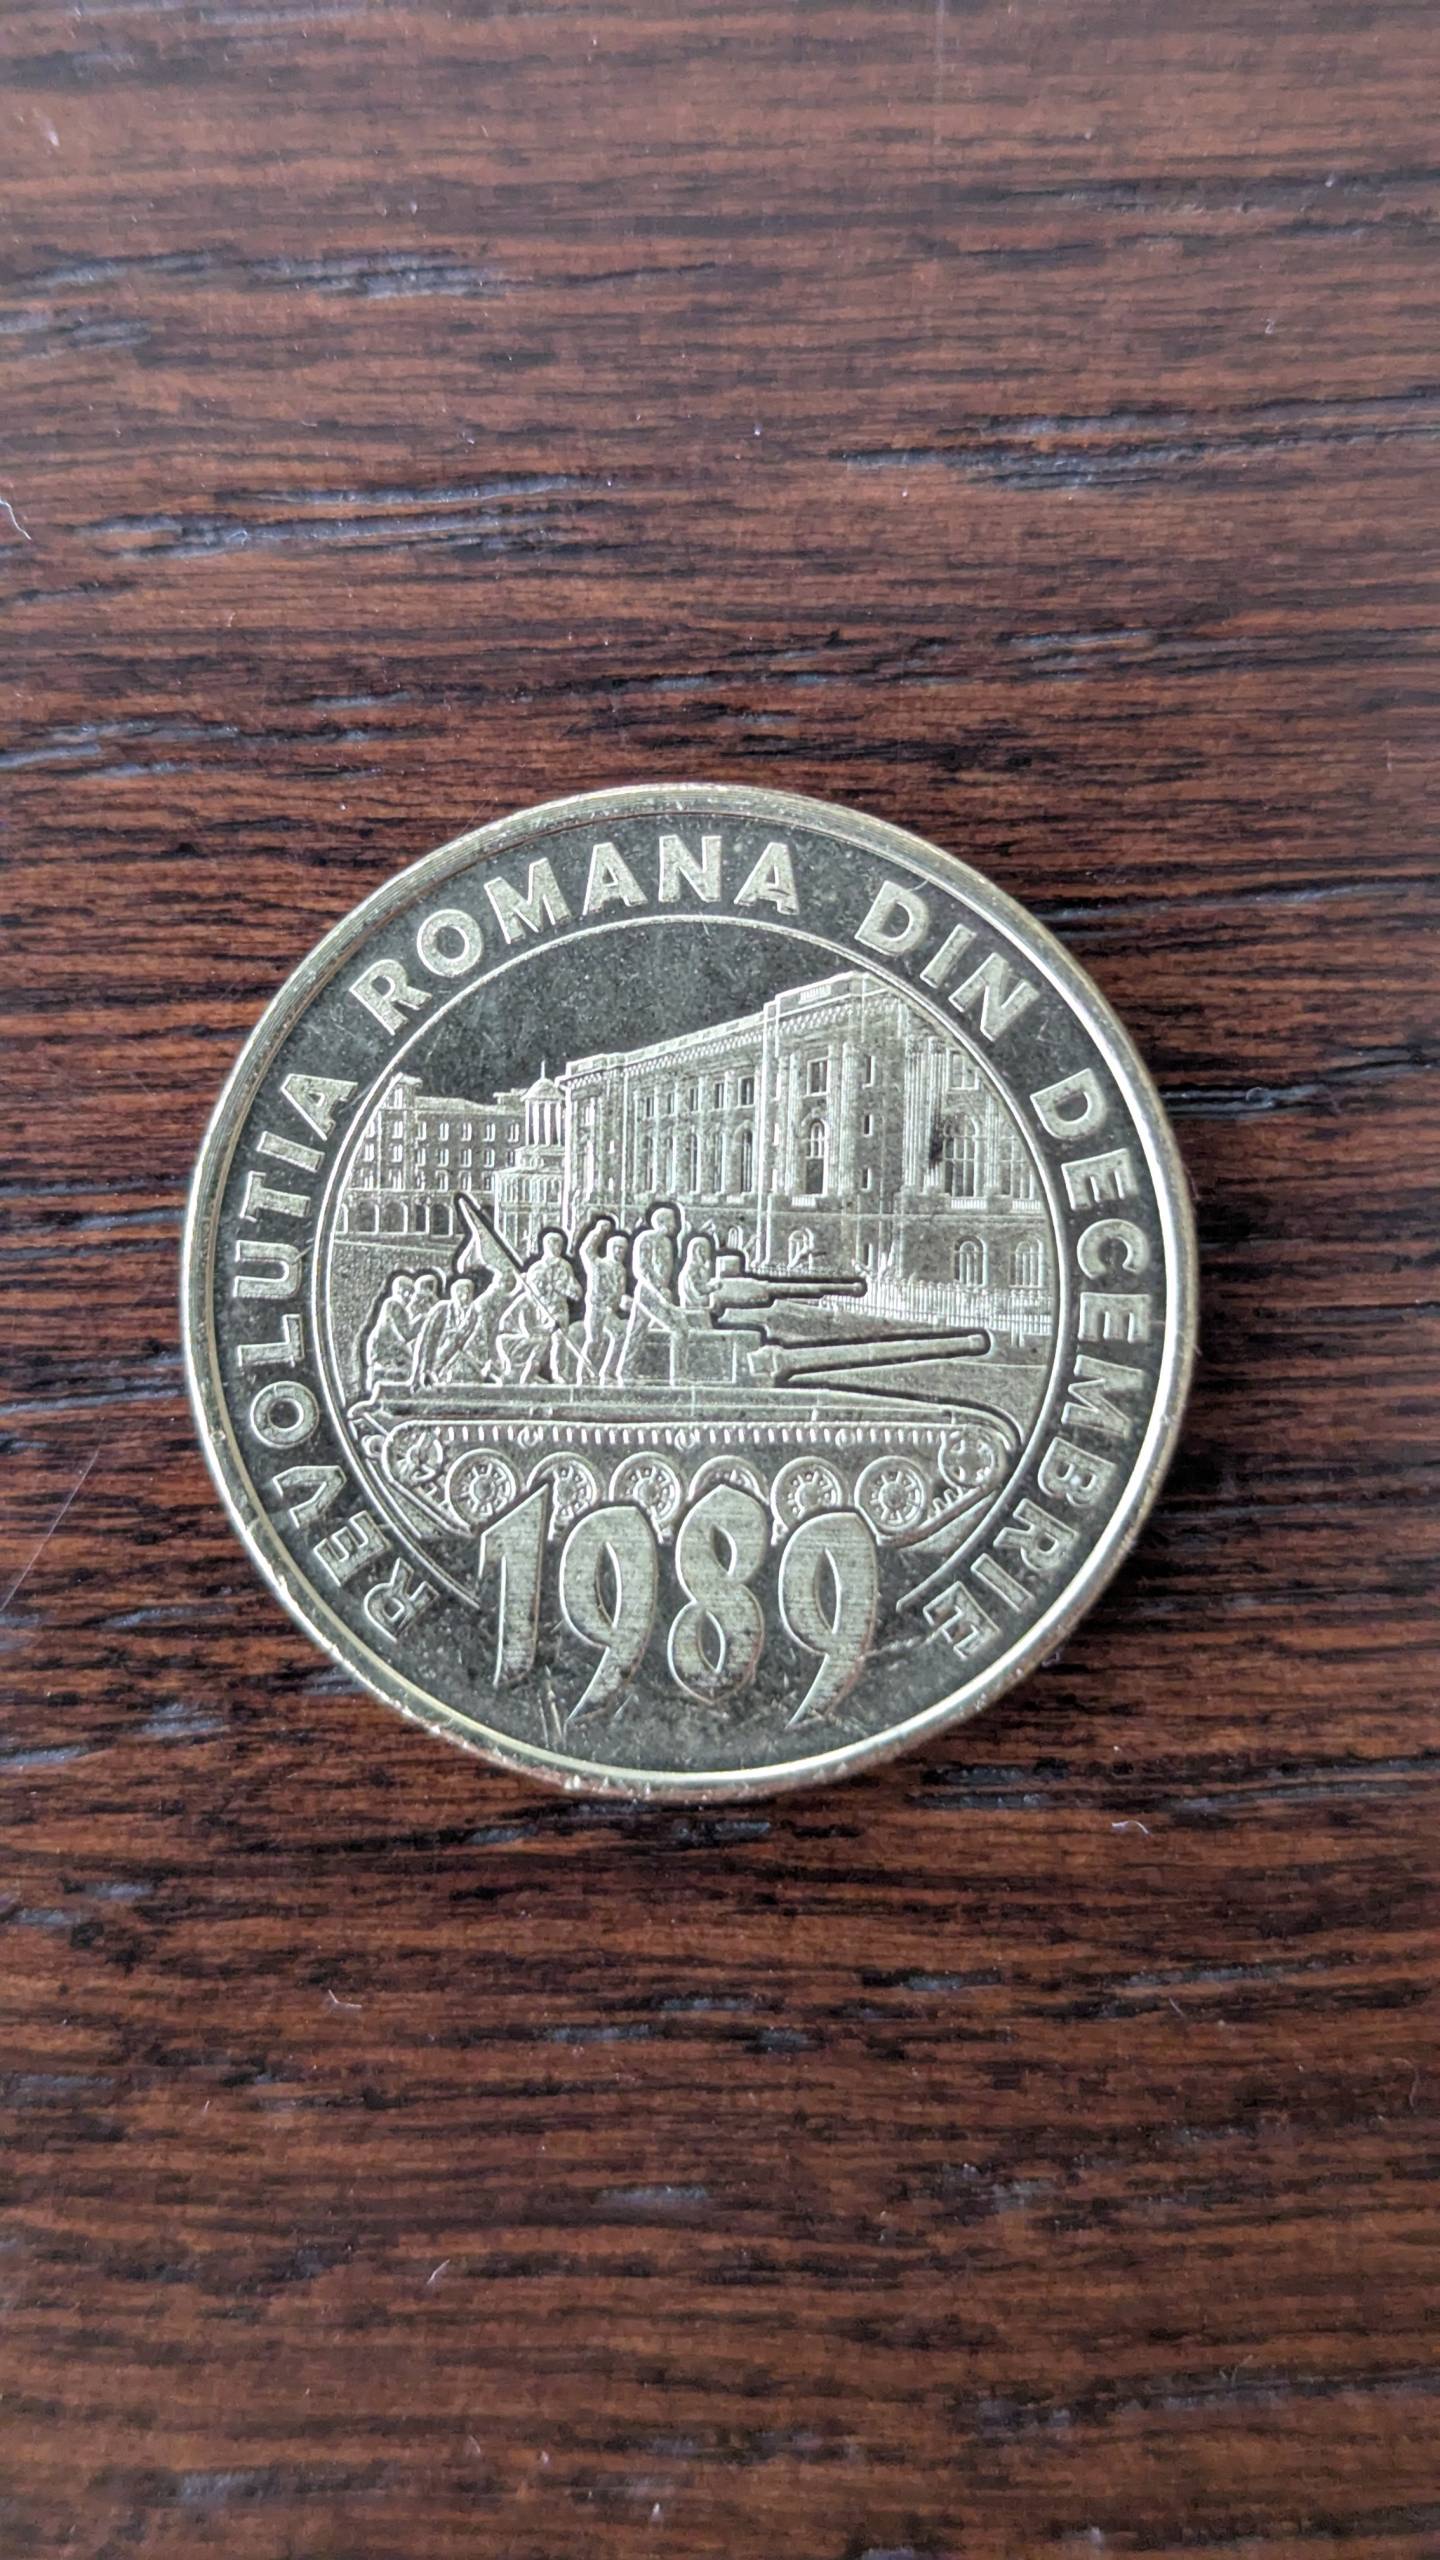 REVOLUTIA ROMANA DIN DECEMBRIE
1989